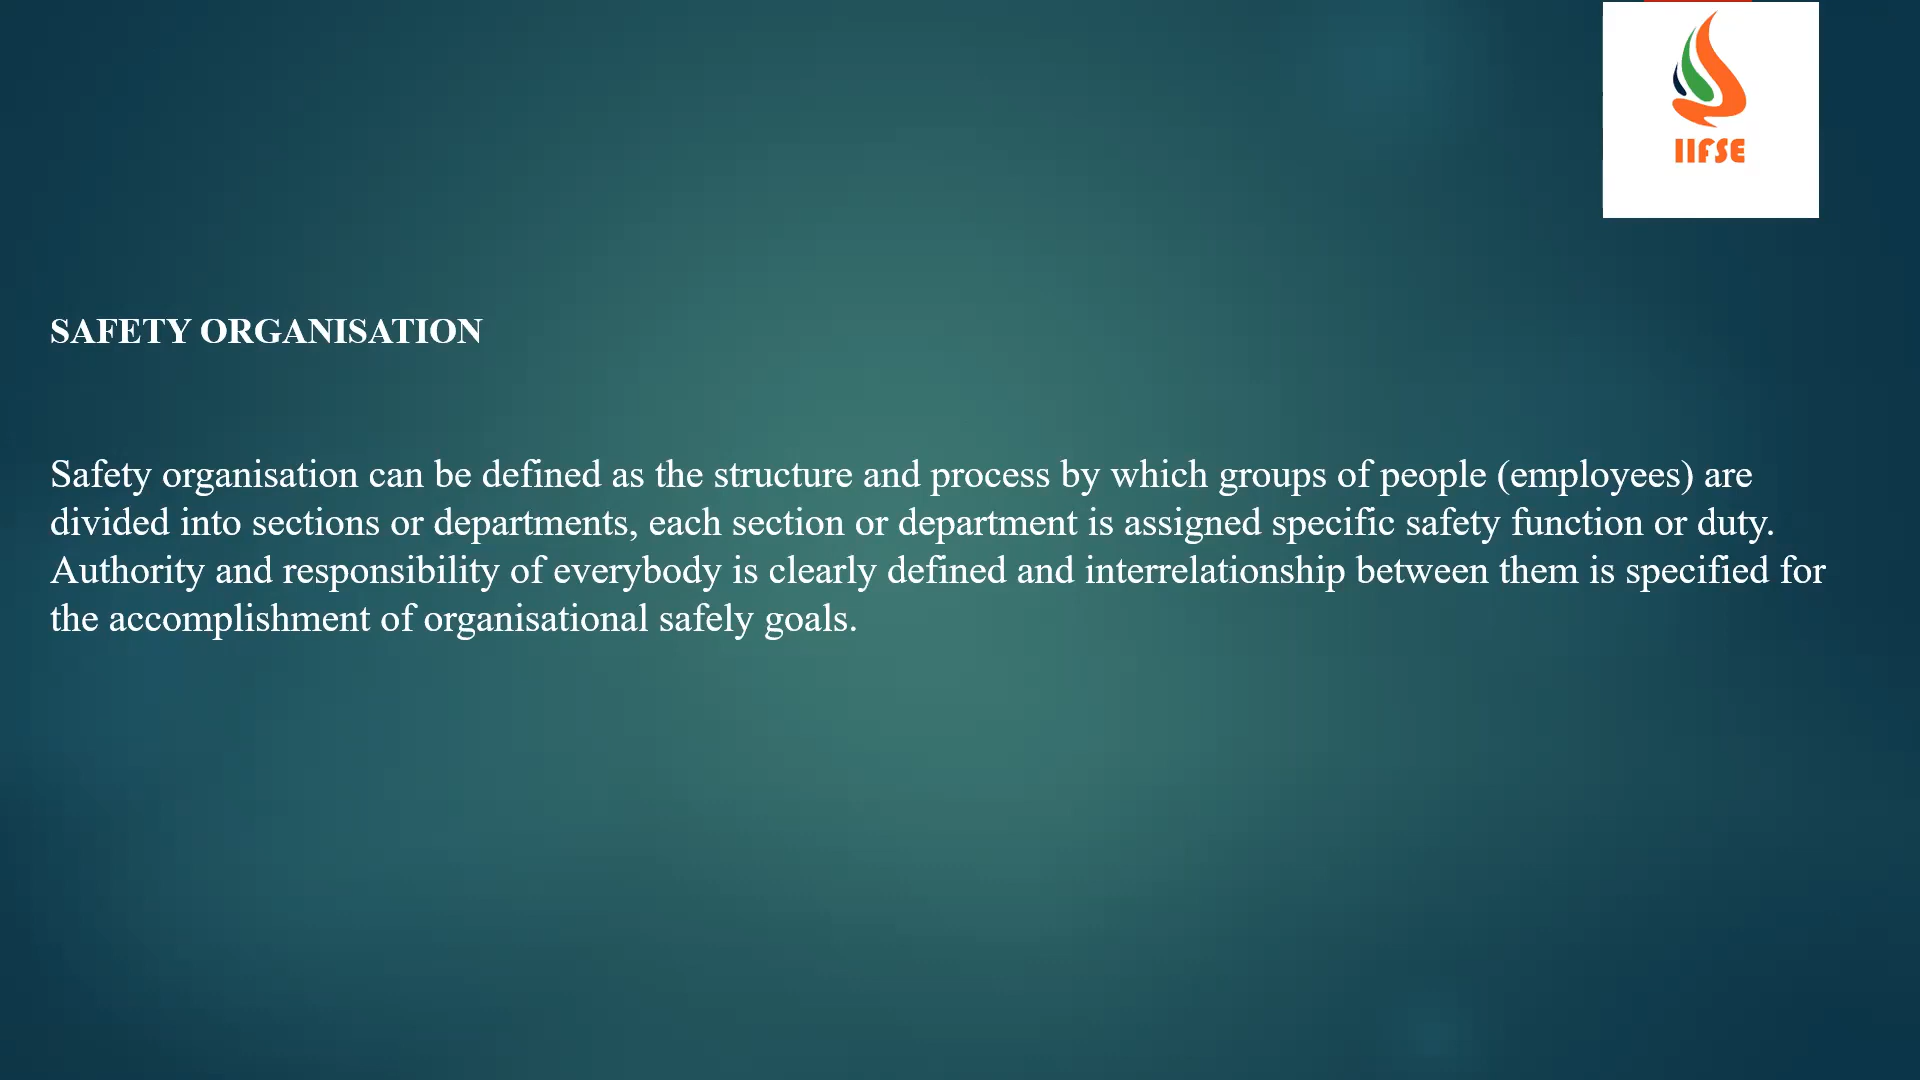 IIFSE
SAFETY ORGANISATION
Safety organisation can be defined as the structure and process by which groups of people (employees) are
divided into sections or departments, each section or department is assigned specific safety function or duty.
Authority and responsibility of everybody is clearly defined and interrelationship between them is specified for
the accomplishment of organisational safely goals.